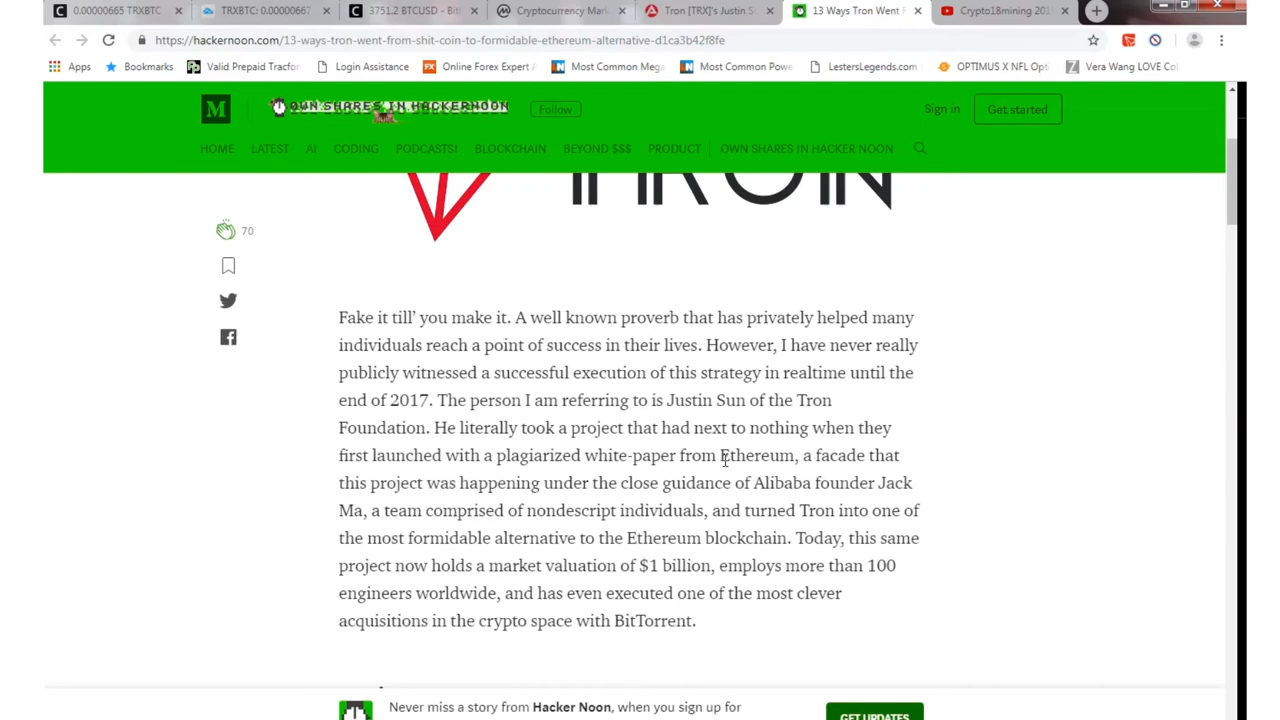 0.00000665 TRXBTC
TRXBTC: 0.00000667
3751.2 BTCUSD - Bit
Cryptocurrency Mark
Tron [TRX]'s Justin S
13 Ways Tron Went F
Crypto18mining 201
https://hackernoon.com/13-ways-tron-went-from-shit-coin-to-formidable-ethereum-alternative-d1ca3b42f8fe
Apps
Bookmarks
Valid Prepaid Tracfor
Login Assistance
Online Forex Expert A
Most Common Mega
Most Common Powe
LestersLegends.com
OPTIMUS X NFL Opti
Vera Wang LOVE Col
OWN SHARES IN HACKERNOON
Follow
Sign in
Get started
HOME LATEST AI CODING PODCASTS! BLOCKCHAIN BEYOND $$$ PRODUCT OWN SHARES IN HACKER NOON
TRON
70
Fake it till’ you make it. A well known proverb that has privately helped many
individuals reach a point of success in their lives. However, I have never really
publicly witnessed a successful execution of this strategy in realtime until the
end of 2017. The person I am referring to is Justin Sun of the Tron
Foundation. He literally took a project that had next to nothing when they
first launched with a plagiarized white-paper from Ethereum, a facade that
this project was happening under the close guidance of Alibaba founder Jack
Ma, a team comprised of nondescript individuals, and turned Tron into one of
the most formidable alternative to the Ethereum blockchain. Today, this same
project now holds a market valuation of $1 billion, employs more than 100
engineers worldwide, and has even executed one of the most clever
acquisitions in the crypto space with BitTorrent.
Never miss a story from Hacker Noon, when you sign up for
GET UPDATES